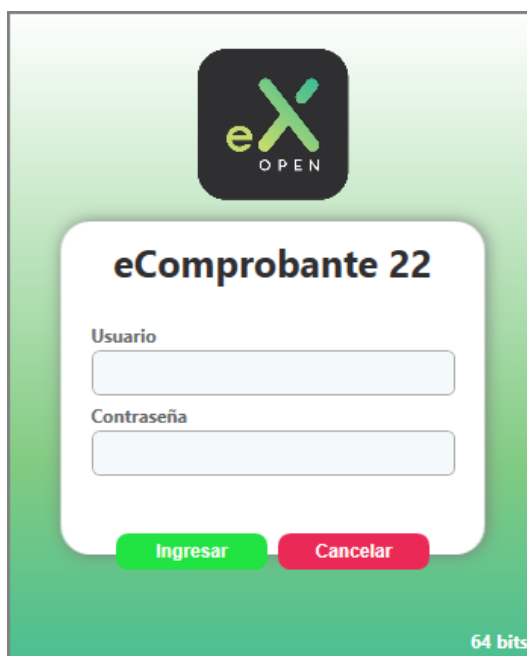 eX
OPEN
eComprobante 22
Usuario
Contraseña
Ingresar Cancelar
64 bits